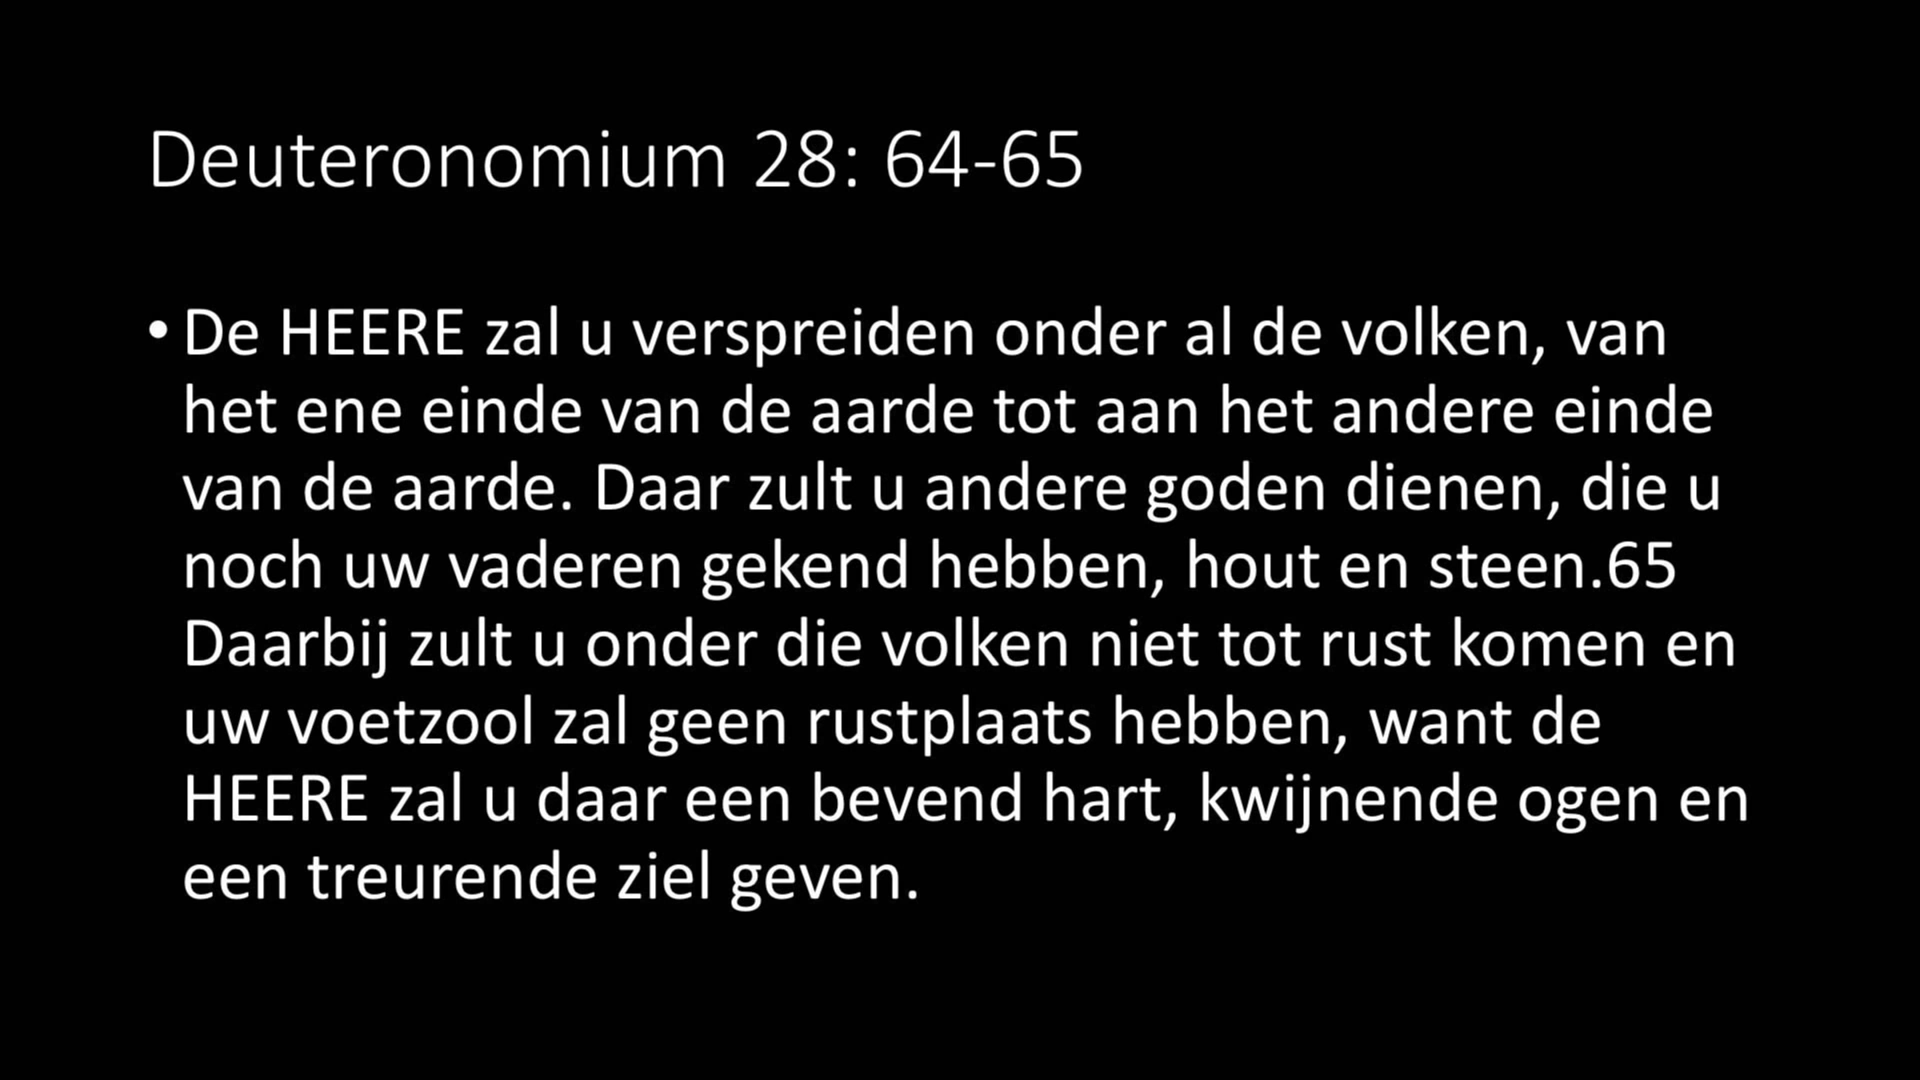 Deuteronomium 28: 64-65
• De HEERE zal u verspreiden onder al de volken, van
het ene einde van de aarde tot aan het andere einde
van de aarde. Daar zult u andere goden dienen, die u
noch uw vaderen gekend hebben, hout en steen.65
Daarbij zult u onder die volken niet tot rust komen en
uw voetzool zal geen rustplaats hebben, want de
HEERE zal u daar een bevend hart, kwijnende ogen en
een treurende ziel geven.